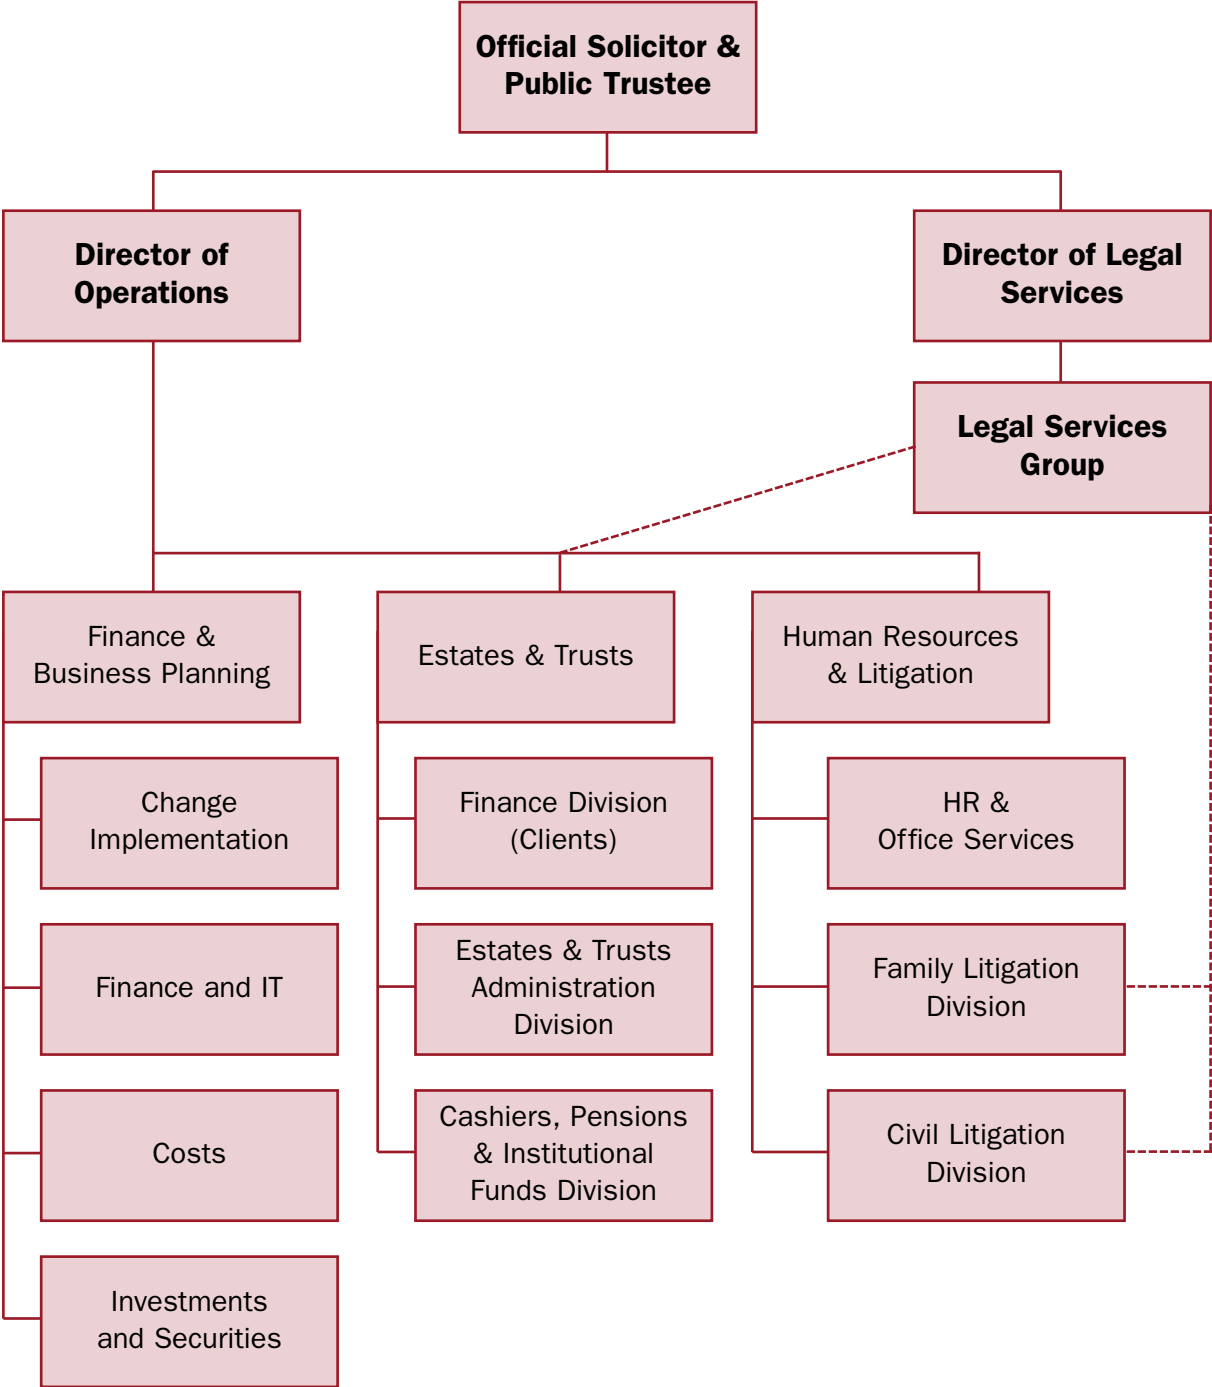 Official Solicitor &
Public Trustee
Director of
Operations
Director of Legal
Services
Legal Services
Group
Finance &
Business Planning
Estates & Trusts
Human Resources
& Litigation
Change
Implementation
Finance Division
(Clients)
HR &
Office Services
Finance and IT
Estates & Trusts
Administration
Division
Family Litigation
Division
Costs
Cashiers, Pensions
& Institutional
Funds Division
Civil Litigation
Division
Investments
and Securities